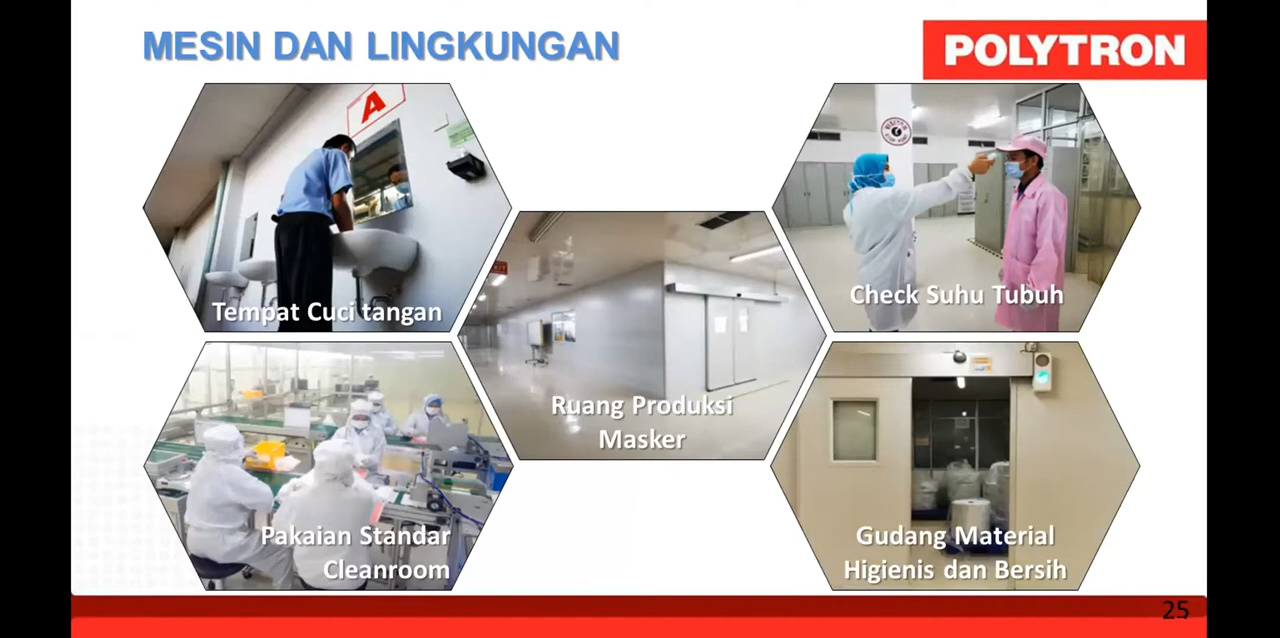 MESIN DAN LINGKUNGAN
POLYTRON
A
Tempat Cuci tangan
Check Suhu Tubuh
Ruang Produksi
Masker
Pakaian Standar
Cleanroom
Gudang Material
Higienis dan Bersih
25